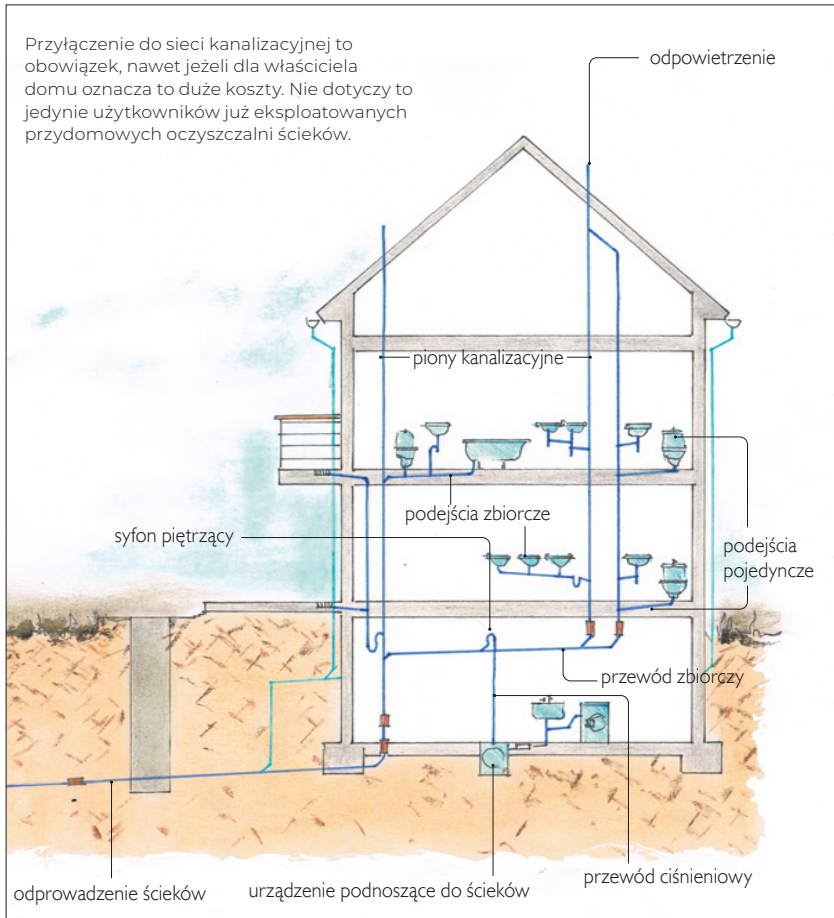 Przyłączenie do sieci kanalizacyjnej to
obowiązek, nawet jeżeli dla właściciela
domu oznacza to duże koszty. Nie dotyczy to
jedynie użytkowników już eksploatowanych
przydomowych oczyszczalni ścieków.
odpowietrzenie
piony kanalizacyjne
podejścia zbiorcze
syfon piętrzący
podejścia
pojedyncze
przewód zbiorczy
przewód ciśnieniowy
urządzenie podnoszące do ścieków
odprowadzenie ścieków